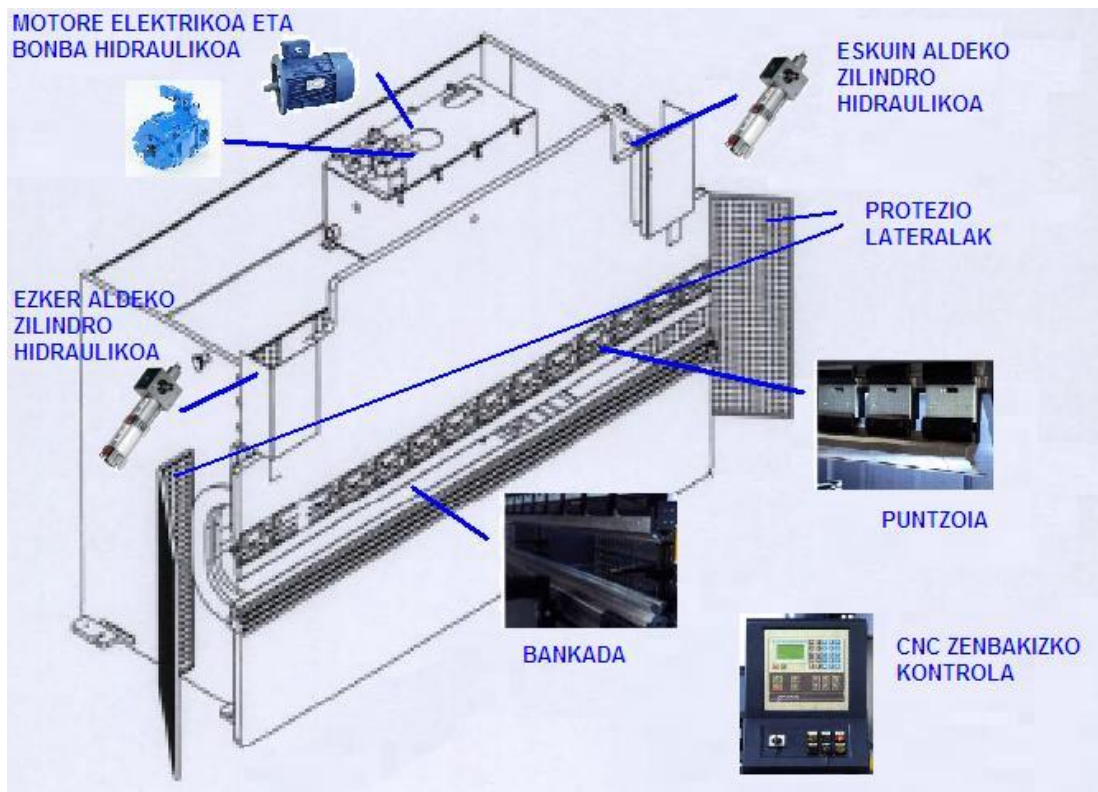 MOTORE ELEKTRIKOA ETA
BONBA HIDRAULIKOA
ESKUIN ALDEKO
ZILINDRO
HIDRAULIKOA
PROTEZIO
LATERALAK
EZKER ALDEKO
ZILINDRO
HIDRAULIKOA
PUNTZOIA
BANKADA
CNC ZENBAKIZKO
KONTROLA